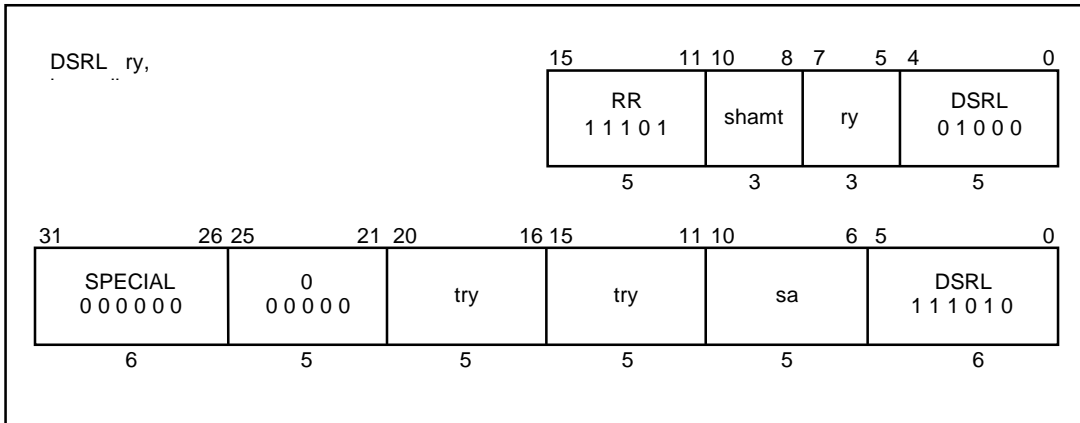 DSRL ry,
15 11 10 8 7 5 4 0
RR shamt ry DSRL
1 1 1 0 1 0 1 0 0 0
5 3 3 5
31 26 25 21 20 16 15 11 10 6 5 0
SPECIAL 0 try try sa DSRL
0 0 0 0 0 0 0 0 0 0 0 1 1 1 0 1 0
6 5 5 5 5 6